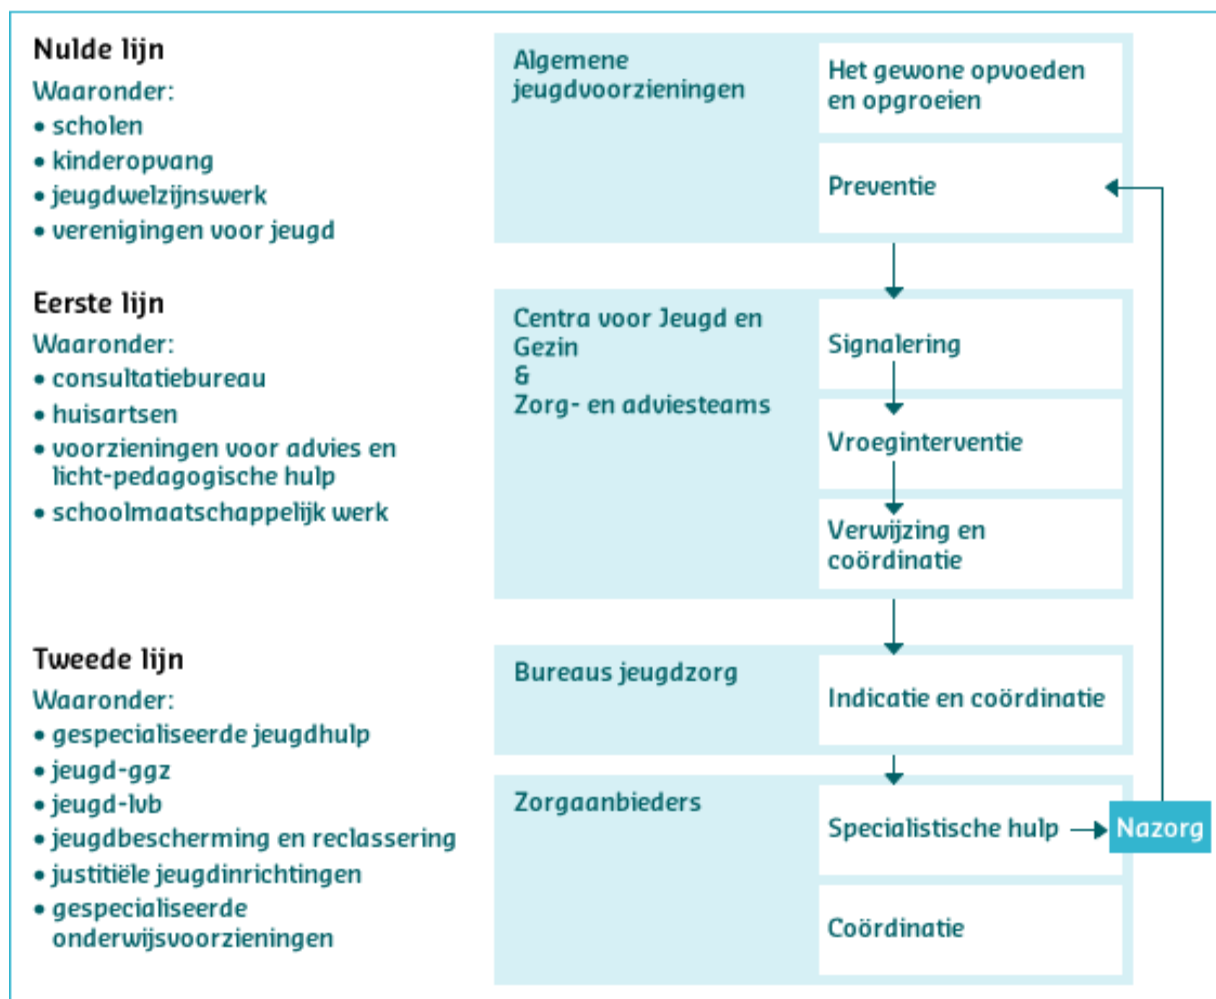 Nulde lijn
Waaronder:
• scholen
• kinderopvang
• jeugdwelzijnswerk
• verenigingen voor jeugd
Algemene
jeugdvoorzieningen
Het gewone opvoeden
en opgroeien
Preventie
Eerste lijn
Waaronder:
• consultatiebureau
• huisartsen
• voorzieningen voor advies en
licht-pedagogische hulp
• schoolmaatschappelijk werk
Centra voor Jeugd en
Gezin
&
Zorg- en adviesteams
Signalering
Vroeginterventie
Verwijzing en
coördinatie
Tweede lijn
Waaronder:
• gespecialiseerde jeugdhulp
• jeugd-ggz
• jeugd-lvb
• jeugdbescherming en reclassering
• justitiële jeugdinrichtingen
• gespecialiseerde
onderwijsvoorzieningen
Bureaus jeugdzorg
Indicatie en coördinatie
Zorgaanbieders
Specialistische hulp
Nazorg
Coördinatie